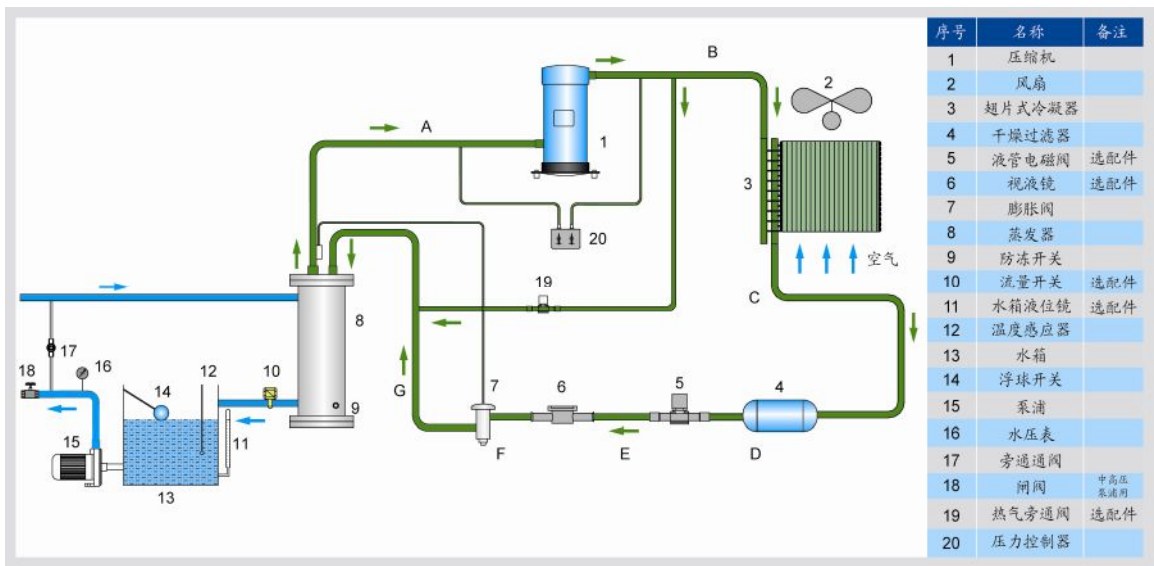 B
2
A
1
3
20
空气
C
19
8
10
9
G
7
6
5
4
F
E
D
17
18
16
14
12
15
11
13
序号 名称 备注
1 压缩机
2 风扇
3 翅片式冷凝器
4 干燥过滤器
5 液管电磁阀 选配件
6 视液镜 选配件
7 膨胀阀
8 蒸发器
9 防冻开关
10 流量开关 选配件
11 水箱液位镜 选配件
12 温度感应器
13 水箱
14 浮球开关
15 泵浦
16 水压表
17 旁通通阀
18 闸阀 中高压
泵浦用
19 热气旁通阀 选配件
20 压力控制器